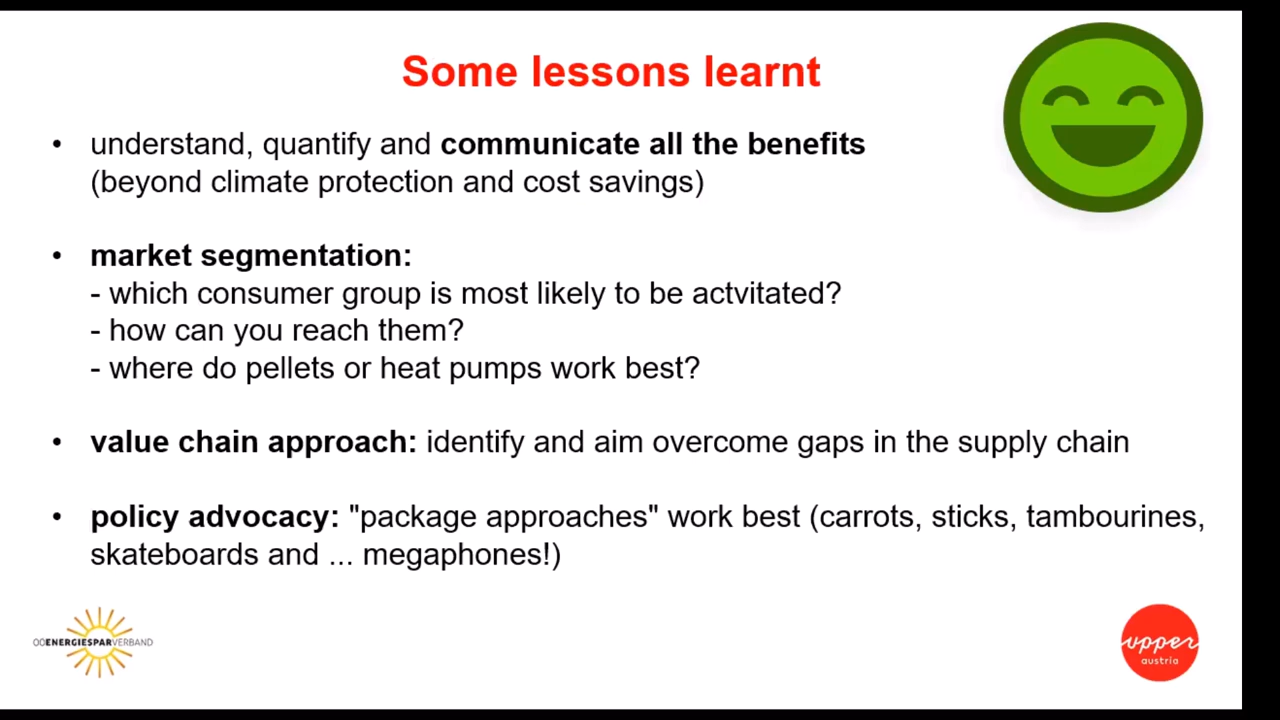 Some lessons learnt
• understand, quantify and communicate all the benefits
(beyond climate protection and cost savings)
• market segmentation:
- which consumer group is most likely to be actvitated?
- how can you reach them?
- where do pellets or heat pumps work best?
• value chain approach: identify and aim overcome gaps in the supply chain
• policy advocacy: "package approaches" work best (carrots, sticks, tambourines,
skateboards and ... megaphones!)
OÖENERGIESPARVERBAND
upper
austria